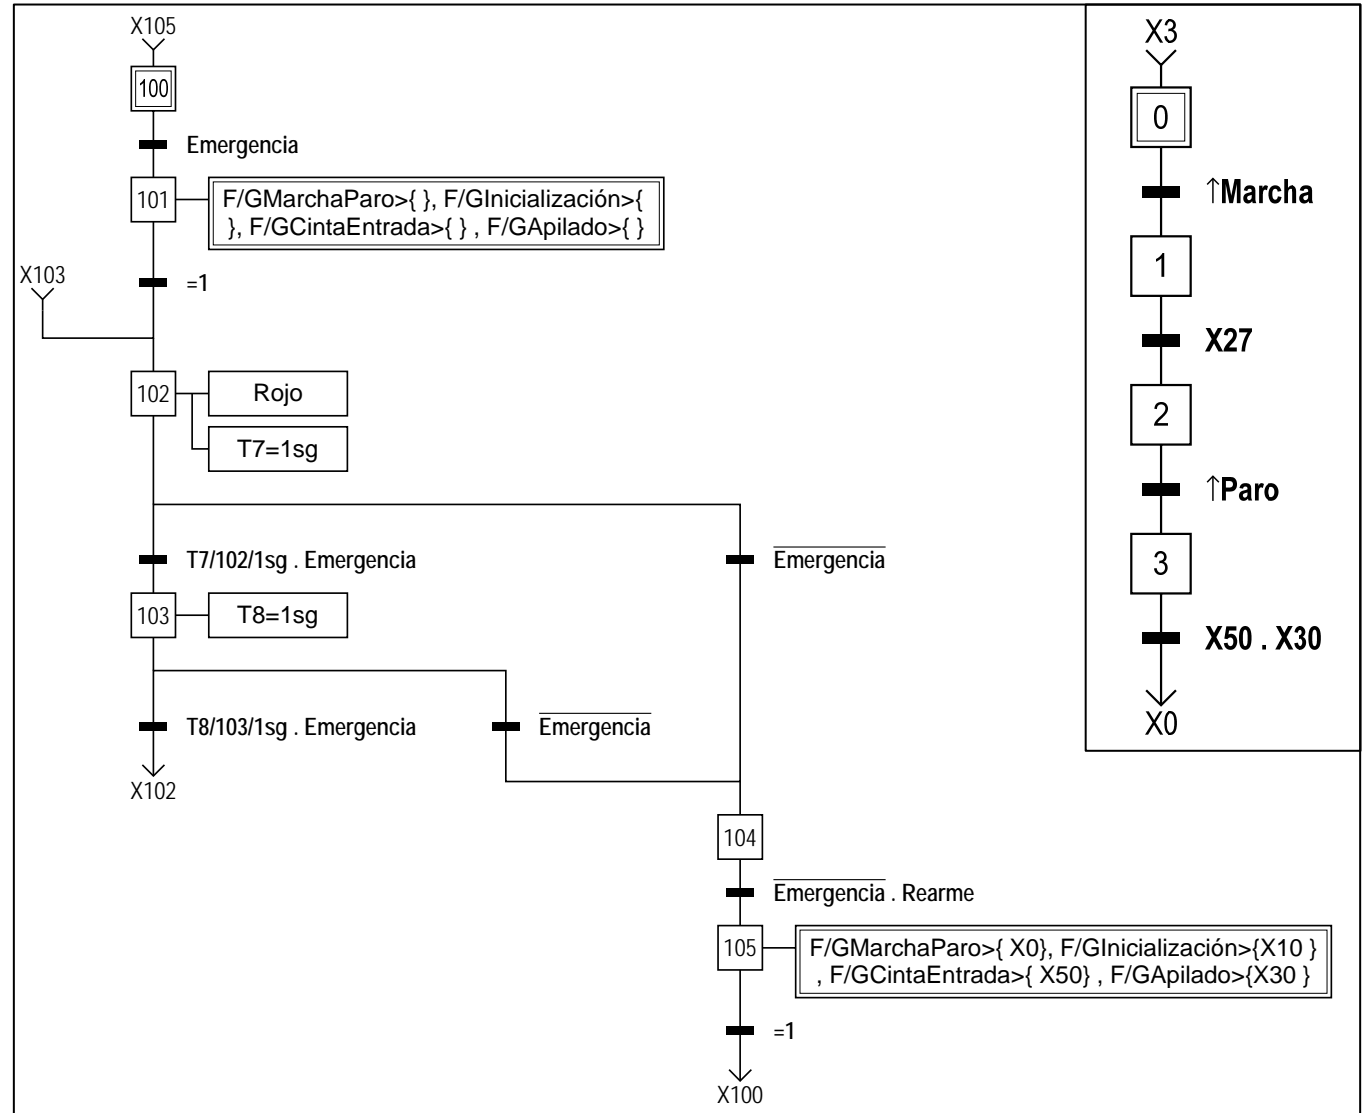 X105
100
Emergencia
101
F/GMarchaParo>{ }, F/GInicialización>{
}, F/GCintaEntrada>{ } , F/GApilado>{ }
X103
=1
102
Rojo
T7=1sg
T7/102/1sg . Emergencia
Emergencia
103
T8=1sg
T8/103/1sg . Emergencia
Emergencia
X102
104
Emergencia . Rearme
105
F/GMarchaParo>{ X0}, F/GInicialización>{X10 }
, F/GCintaEntrada>{ X50} , F/GApilado>{X30 }
=1
X100
X3
0
↑Marcha
1
X27
2
↑Paro
3
X50 . X30
X0